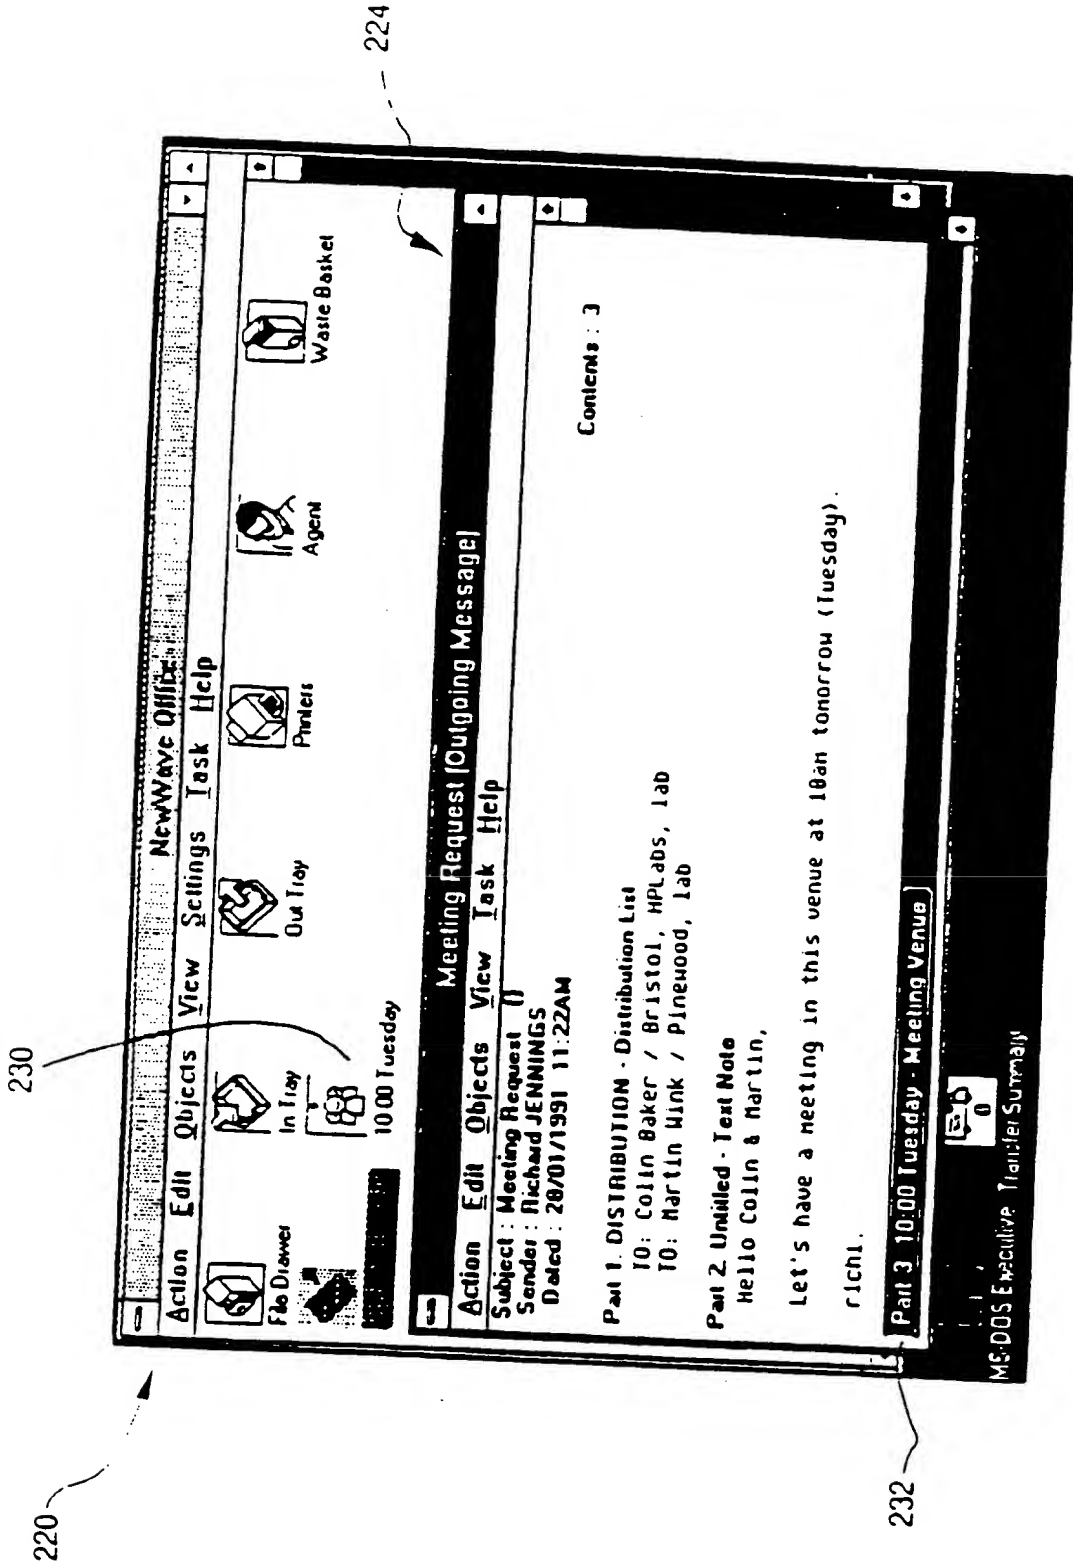 220
230
224
NewWave Office
Action Edit Objects View Settings Task Help
File Drawer
In Tray
Out Tray
Printers
Agent
Waste Basket
10:00 Tuesday
Meeting Request [Outgoing Message]
Action Edit Objects View Task Help
Subject : Meeting Request ()
Sender : Richard JENNINGS
Dated : 28/01/1991 11:22AM
Contents : 3
Part 1. DISTRIBUTION - Distribution List
TO: Colin Baker / Bristol, HPLabs, lab
TO: Martin Wink / Pinewood, lab
Part 2. Untitled - Text Note
Hello Colin & Martin,
Let's have a meeting in this venue at 10am tomorrow (Tuesday).
richi.
Part 3 10:00 Tuesday - Meeting Venue
0
MS-DOS Executive Transfer Summary
232